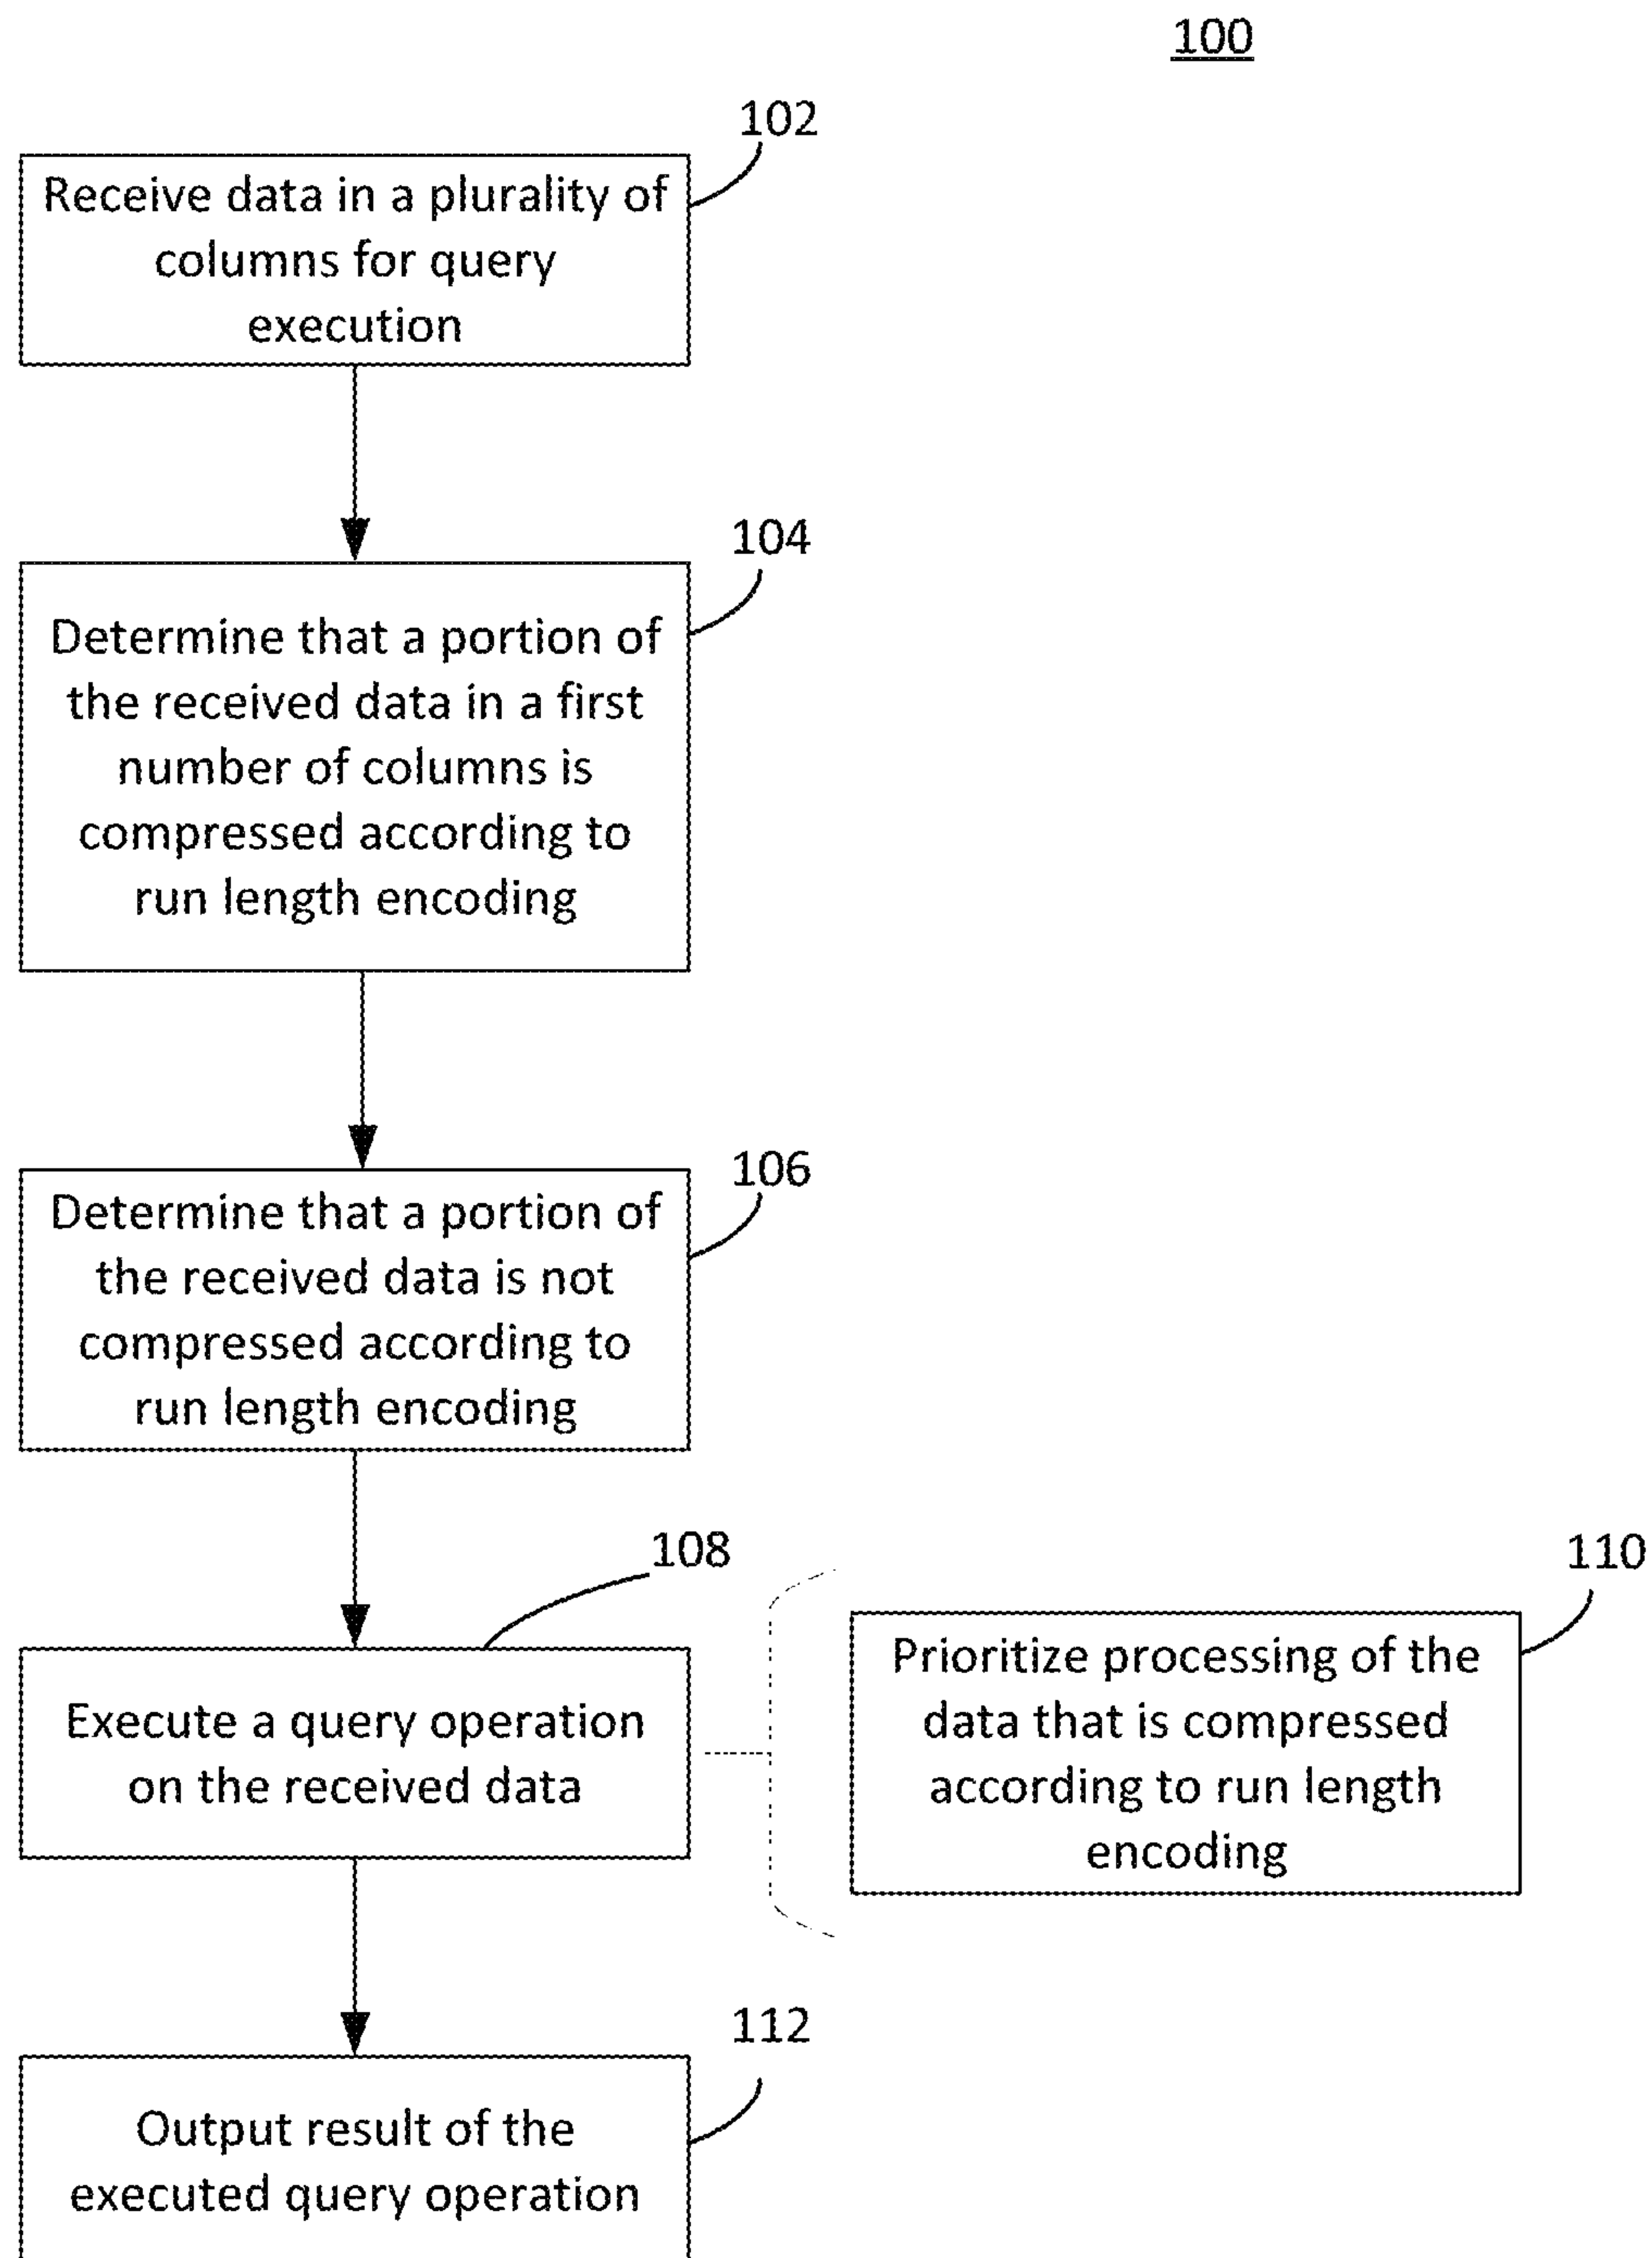 100
102
Receive data in a plurality of
columns for query
execution
104
Determine that a portion of
the received data in a first
number of columns is
compressed according to
run length encoding
106
Determine that a portion of
the received data is not
compressed according to
run length encoding
108
Execute a query operation
on the received data
110
Prioritize processing of the
data that is compressed
according to run length
encoding
112
Output result of the
executed query operation